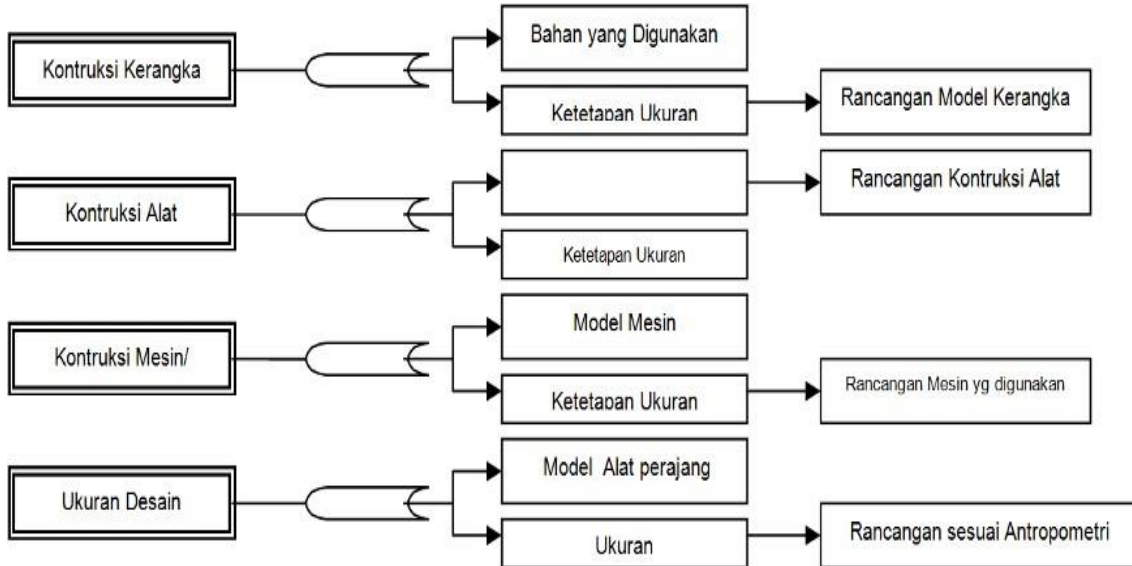 Kontruksi Kerangka
Bahan yang Digunakan
Ketetapan Ukuran
Rancangan Model Kerangka
Kontruksi Alat
Rancangan Kontruksi Alat
Ketetapan Ukuran
Kontruksi Mesin/
Model Mesin
Ketetapan Ukuran
Rancangan Mesin yg digunakan
Ukuran Desain
Model Alat perajang
Ukuran
Rancangan sesuai Antropometri